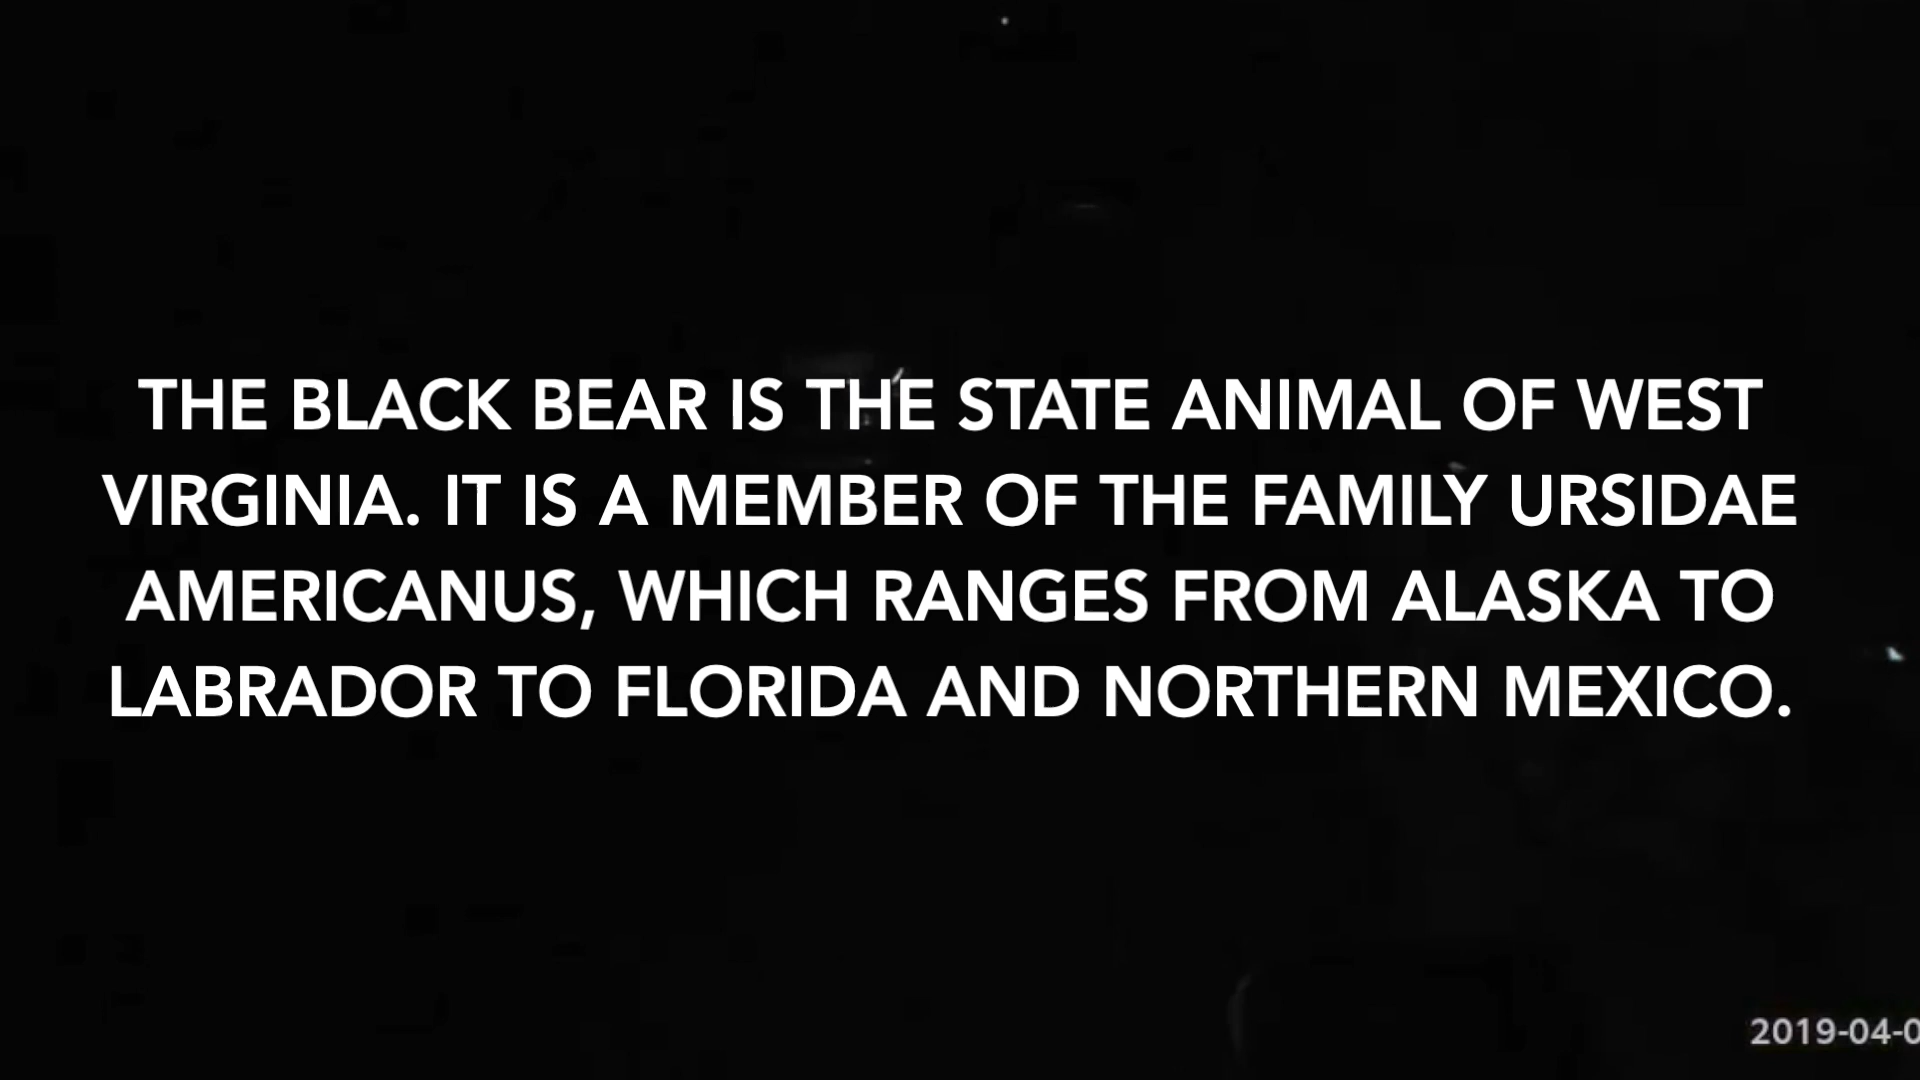 THE BLACK BEAR IS THE STATE ANIMAL OF WEST
VIRGINIA. IT IS A MEMBER OF THE FAMILY URSIDAE
AMERICANUS, WHICH RANGES FROM ALASKA TO
LABRADOR TO FLORIDA AND NORTHERN MEXICO.
2019-04-0